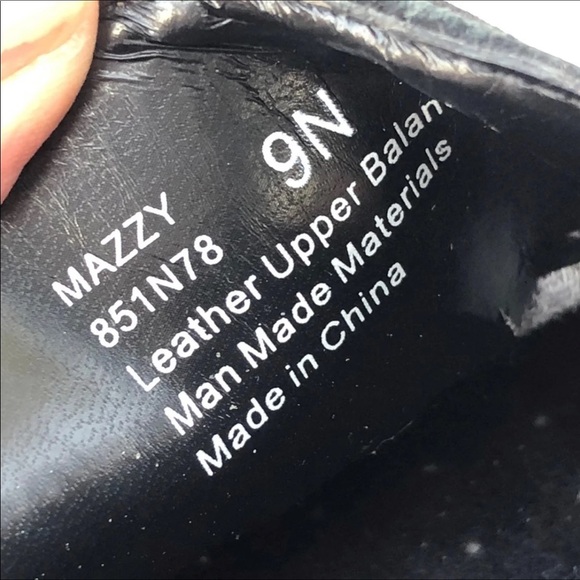 MAZZY 9N
851N78
Leather Upper Balan
Man Made Materials
Made in China